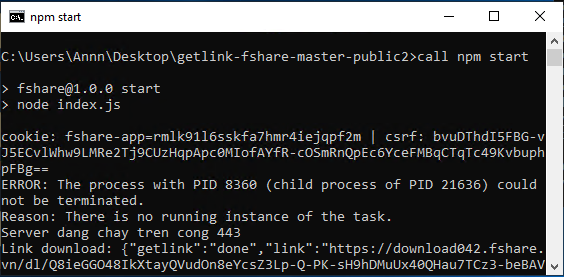 npm start
C:\Users\Annn\Desktop\getlink-fshare-master-public2>call npm start
> fshare@1.0.0 start
> node index.js
cookie: fshare-app=rmlk91l6sskfa7hmr4iejqpf2m | csrf: bvuDThdI5FBG-v
J5ECvlWhw9LMRe2Tj9CUzHqpApc0MIofAYfR-cOSmRnQpEc6YceFMBqCTqTc49Kvbuph
pFBg==
ERROR: The process with PID 8360 (child process of PID 21636) could
not be terminated.
Reason: There is no running instance of the task.
Server dang chay tren cong 443
Link download: {"getlink":"done","link":"https://download042.fshare.
vn/dl/Q8ieGGO48IkXtayQVudOn8eYcsZ3Lp-Q-PK-sH9hDMuUx40QHau7TCz3-beBAV